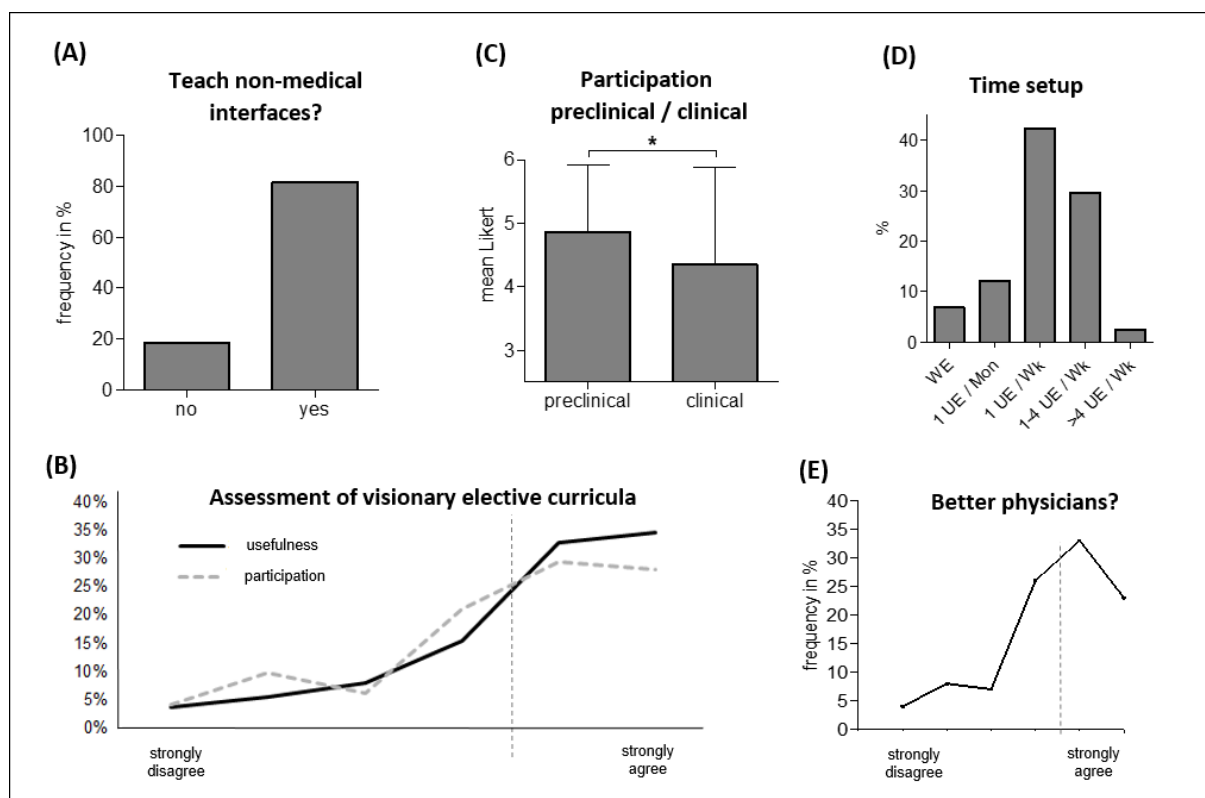 (A)
Teach non-medical
interfaces?
frequency in %
100
80
60
40
20
0
no yes
(C)
Participation
preclinical / clinical
*
mean Likert
6
5
4
3
preclinical clinical
(D)
Time setup
%
40
30
20
10
0
WE
1 UE / Mon
1 UE / Wk
1-4 UE / Wk
>4 UE / Wk
(B)
Assessment of visionary elective curricula
40%
35%
30%
25%
20%
15%
10%
5%
0%
usefulness
participation
strongly
disagree
strongly
agree
(E)
Better physicians?
frequency in %
40
35
30
25
20
15
10
5
0
strongly
disagree
strongly
agree